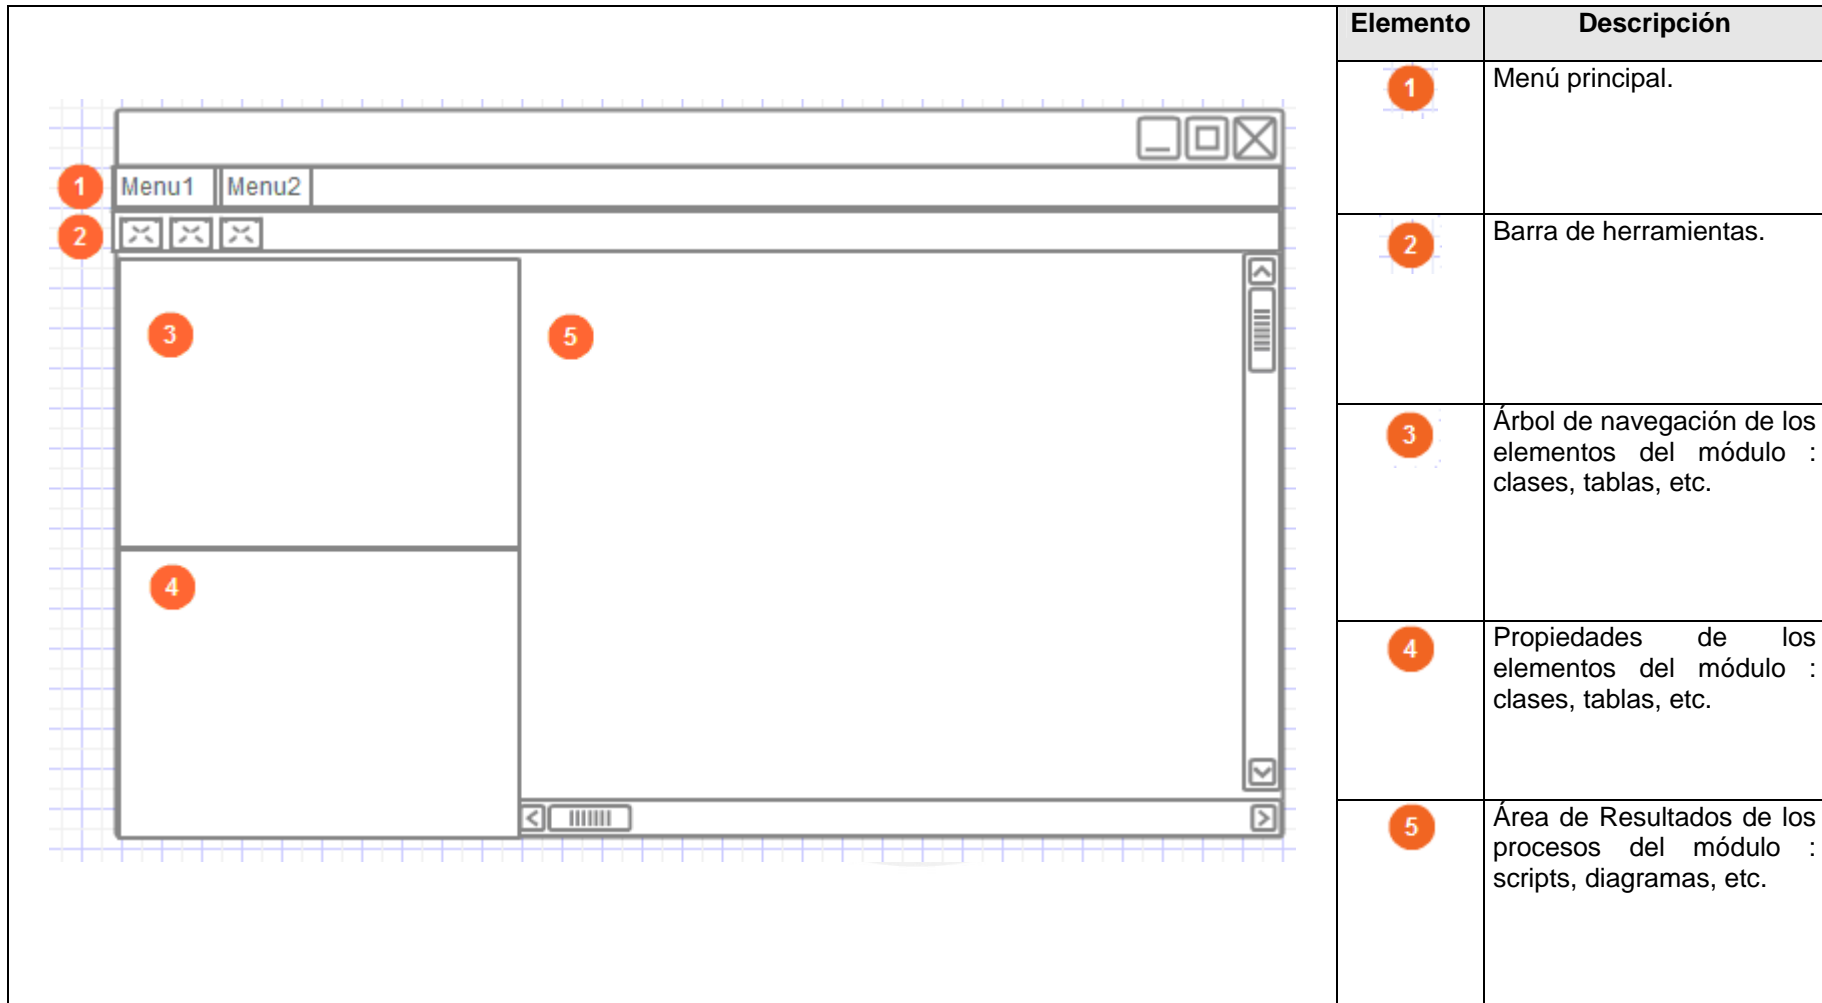 Elemento Descripción
1 Menú principal.
2 Barra de herramientas.
3 Árbol de navegación de los
elementos del módulo :
clases, tablas, etc.
4 Propiedades de los
elementos del módulo :
clases, tablas, etc.
5 Área de Resultados de los
procesos del módulo :
scripts, diagramas, etc.
1 Menu1 Menu2
2
3
5
4